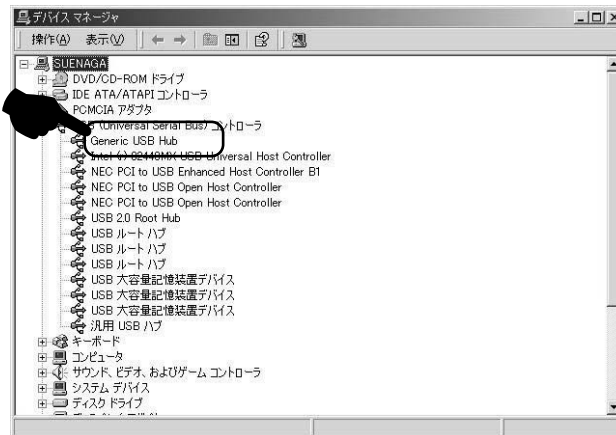 デバイス マネージャ
操作(A) 表示(V)
SUENAGA
DVD/CD-ROM ドライブ
IDE ATA/ATAPI コントローラ
PCMCIA アダプタ
(Universal Serial Bus) コントローラ
Generic USB Hub
Intel(r) 82440MX USB Universal Host Controller
NEC PCI to USB Enhanced Host Controller B1
NEC PCI to USB Open Host Controller
NEC PCI to USB Open Host Controller
USB 2.0 Root Hub
USB ルート ハブ
USB ルート ハブ
USB ルート ハブ
USB 大容量記憶装置デバイス
USB 大容量記憶装置デバイス
USB 大容量記憶装置デバイス
汎用 USB ハブ
キーボード
コンピュータ
サウンド、ビデオ、およびゲーム コントローラ
システム デバイス
ディスク ドライブ